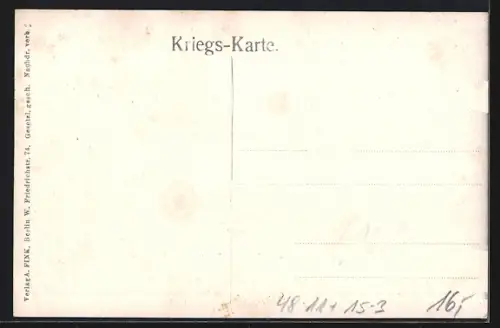 Kriegs-Karte.
Verlag A. FINK, Berlin W. Friedrichstr. 74. Gesetzl. gesch. Nachdr. verb.
48-11+15-3
16,-